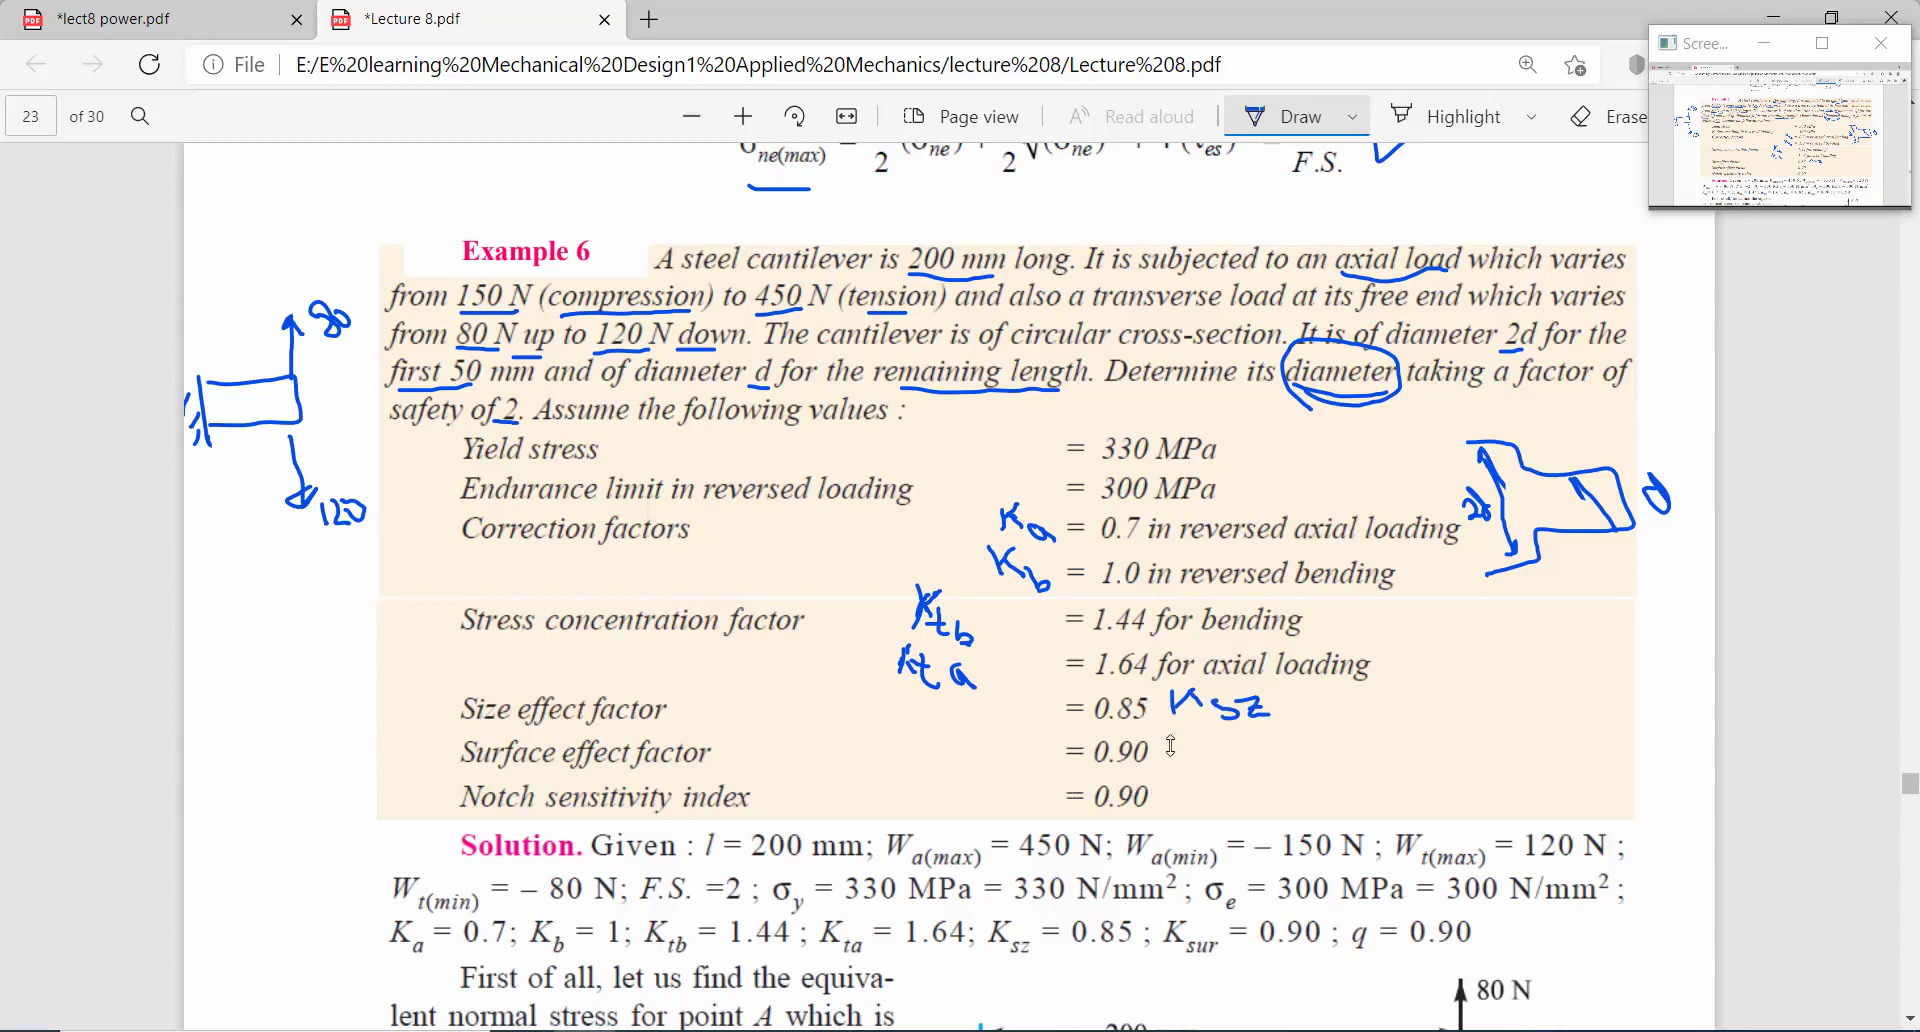 *lect8 power.pdf
*Lecture 8.pdf
Scree...
File
E:/E%20learning%20Mechanical%20Design1%20Applied%20Mechanics/lecture%208/Lecture%208.pdf
23 of 30
Page view
Read aloud
Draw
Highlight
Erase
σne(max) = 2 (σne) + 2 √(σne) + 4(τes) = F.S.
Example 6 A steel cantilever is 200 mm long. It is subjected to an axial load which varies
from 150 N (compression) to 450 N (tension) and also a transverse load at its free end which varies
from 80 N up to 120 N down. The cantilever is of circular cross-section. It is of diameter 2d for the
first 50 mm and of diameter d for the remaining length. Determine its diameter taking a factor of
safety of 2. Assume the following values :
Yield stress = 330 MPa
Endurance limit in reversed loading = 300 MPa
Correction factors Ka = 0.7 in reversed axial loading
Kb = 1.0 in reversed bending
Stress concentration factor Ktb = 1.44 for bending
Kta = 1.64 for axial loading
Size effect factor = 0.85 Ksz
Surface effect factor = 0.90
Notch sensitivity index = 0.90
80
120
2d
d
Solution. Given : l = 200 mm; Wa(max) = 450 N; Wa(min) = – 150 N ; Wt(max) = 120 N ;
Wt(min) = – 80 N; F.S. =2 ; σy = 330 MPa = 330 N/mm² ; σe = 300 MPa = 300 N/mm² ;
Ka = 0.7; Kb = 1; Ktb = 1.44 ; Kta = 1.64; Ksz = 0.85 ; Ksur = 0.90 ; q = 0.90
First of all, let us find the equiva-
lent normal stress for point A which is
80 N
200 mm